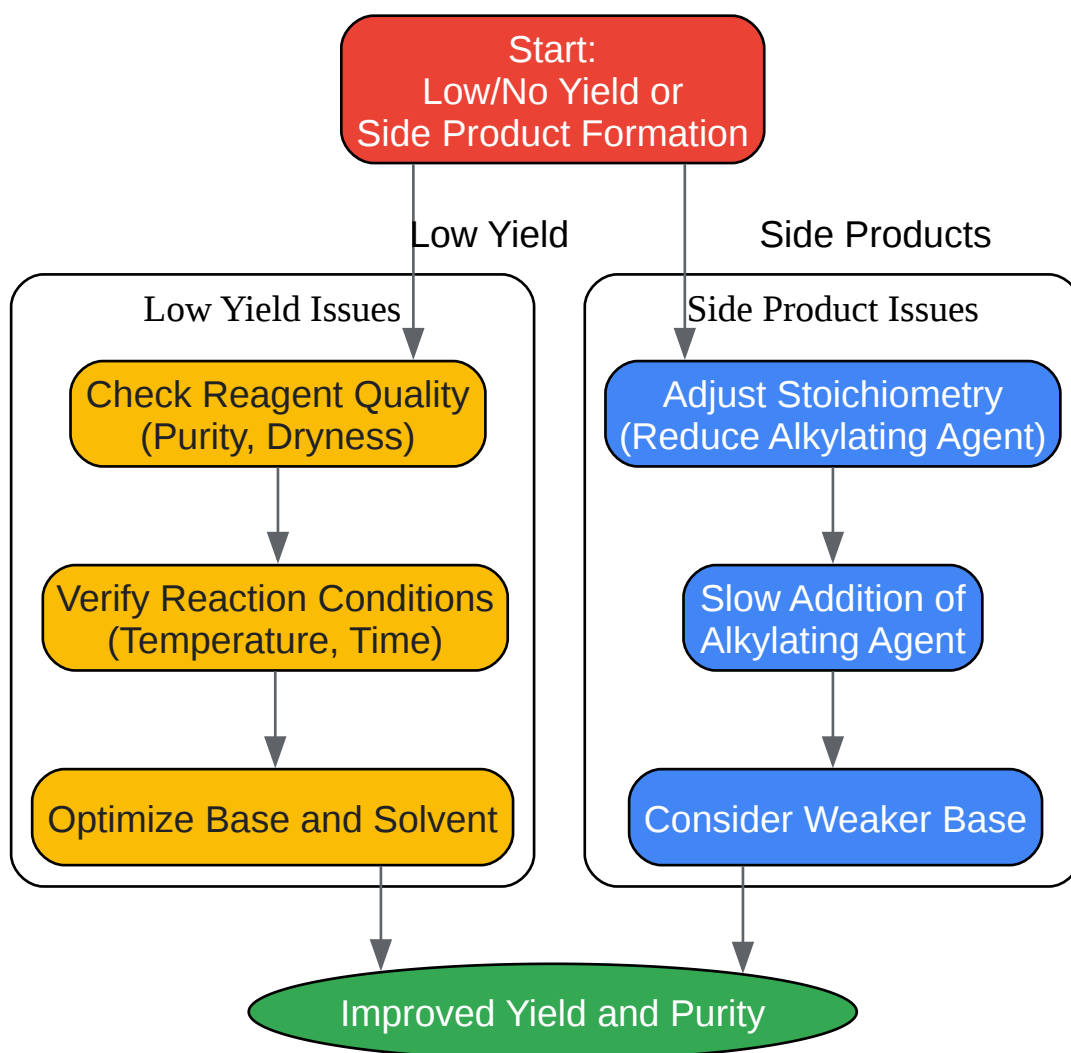 Start:
Low/No Yield or
Side Product Formation
Low Yield
Side Products
Low Yield Issues
Check Reagent Quality
(Purity, Dryness)
Verify Reaction Conditions
(Temperature, Time)
Optimize Base and Solvent
Side Product Issues
Adjust Stoichiometry
(Reduce Alkylating Agent)
Slow Addition of
Alkylating Agent
Consider Weaker Base
Improved Yield and Purity